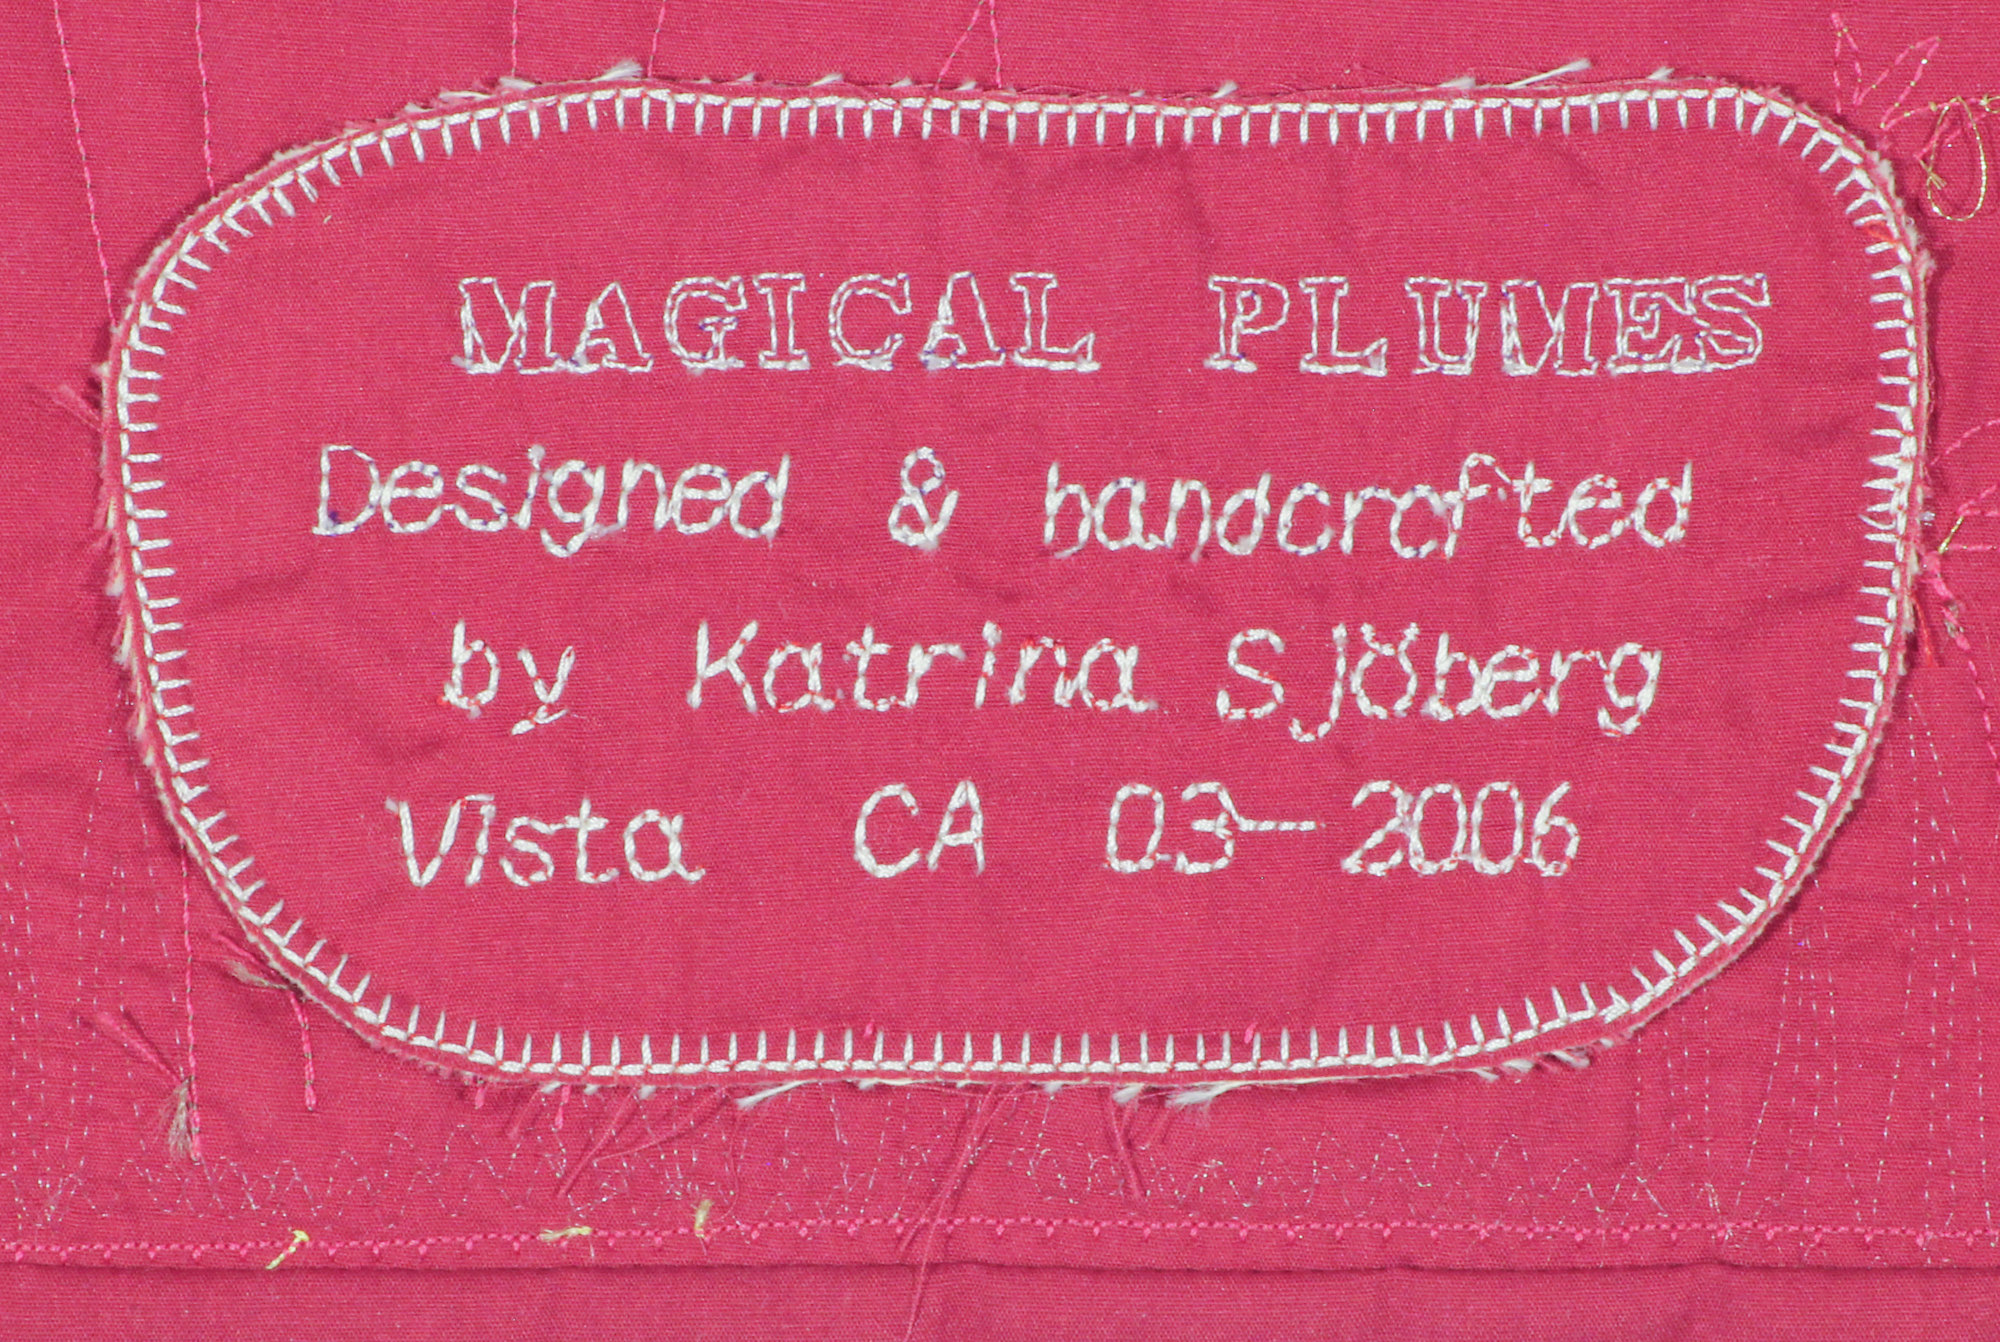 MAGICAL PLUMES
Designed & handcrafted
by Katrina Sjöberg
Vista CA 03-2006